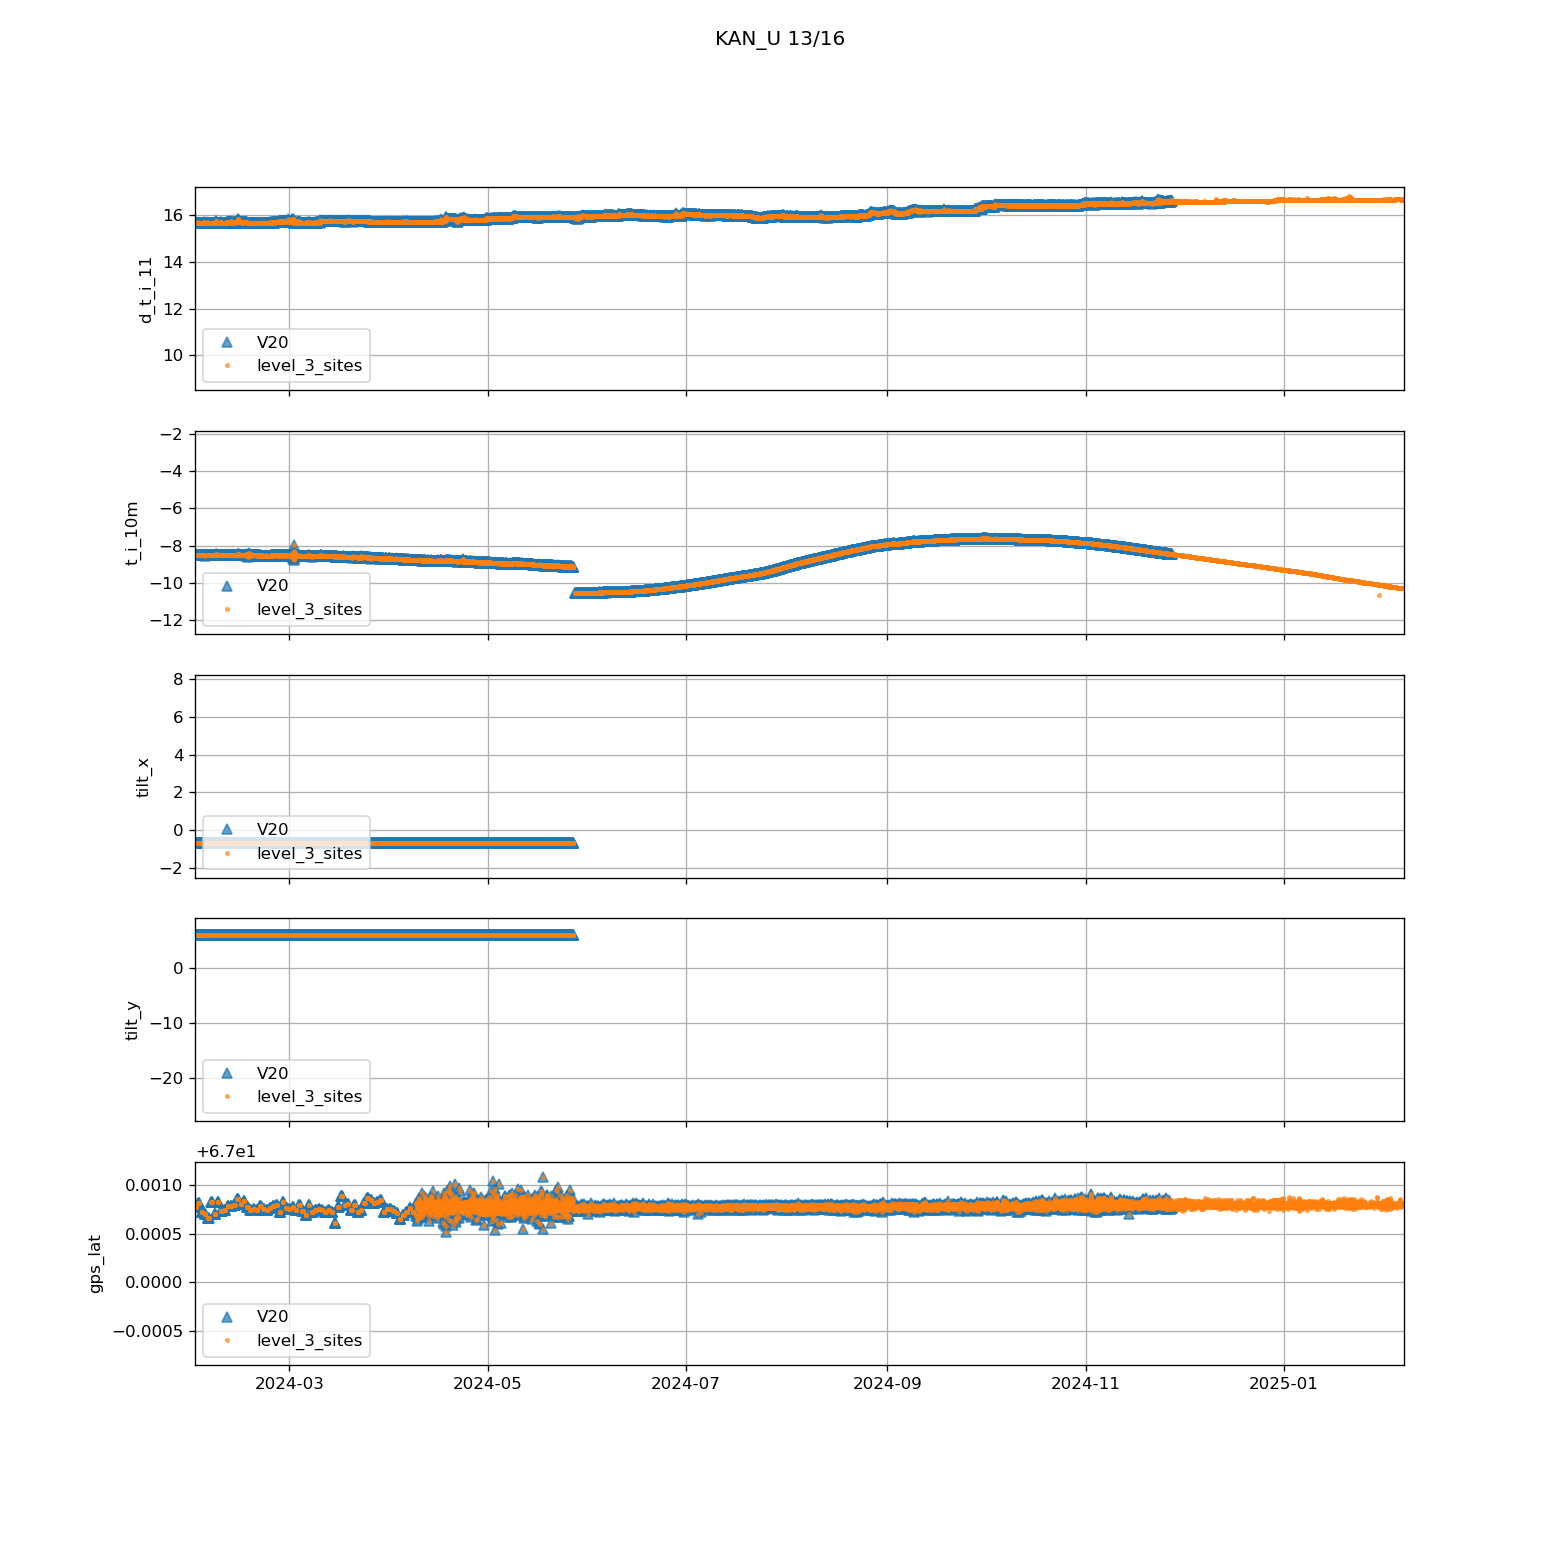 KAN_U 13/16
16
14
12
10
d_t_i_11
V20
level_3_sites
−2
−4
−6
−8
−10
−12
t_i_10m
V20
level_3_sites
8
6
4
2
0
−2
tilt_x
V20
level_3_sites
0
−10
−20
tilt_y
V20
level_3_sites
+6.7e1
0.0010
0.0005
0.0000
−0.0005
gps_lat
V20
level_3_sites
2024-03 2024-05 2024-07 2024-09 2024-11 2025-01